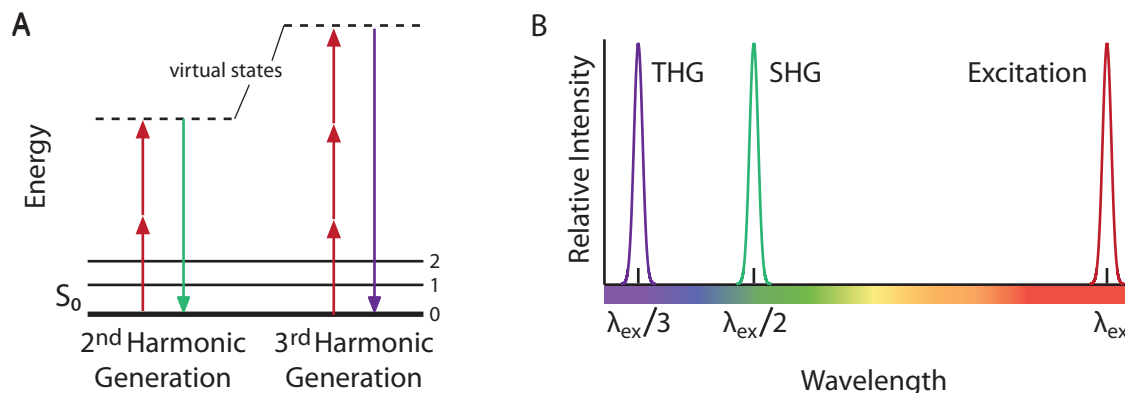 A
virtual states
Energy
2
1
S₀
0
2nd Harmonic
Generation
3rd Harmonic
Generation
B
THG
SHG
Excitation
Relative Intensity
λex/3
λex/2
λex
Wavelength